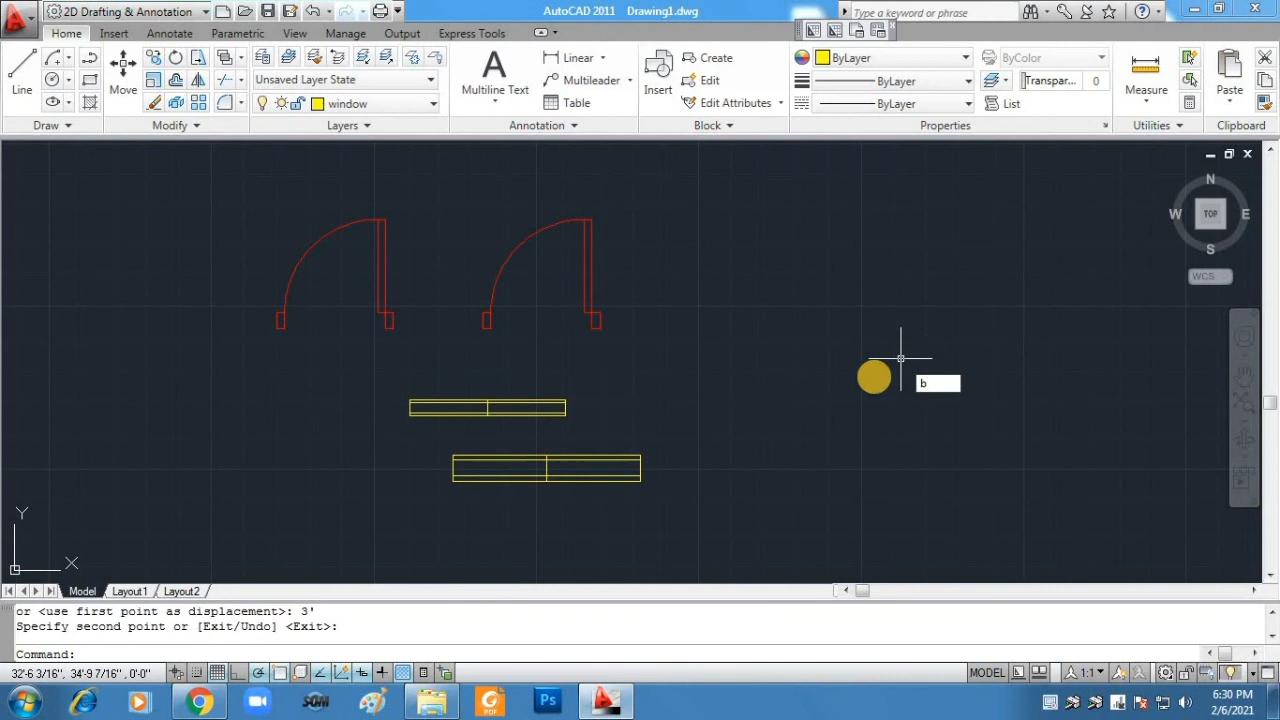 2D Drafting & Annotation
AutoCAD 2011 Drawing1.dwg
Type a keyword or phrase
Home Insert Annotate Parametric View Manage Output Express Tools
Line
Move
Unsaved Layer State
window
Multiline Text
Linear
Multileader
Table
Insert
Create
Edit
Edit Attributes
ByLayer
ByLayer
ByLayer
ByColor
Transpar... 0
List
Measure
Paste
Draw Modify Layers Annotation Block Properties Utilities Clipboard
N
W TOP E
S
WCS
b
Y
X
Model Layout1 Layout2
or <use first point as displacement>: 3'
Specify second point or [Exit/Undo] <Exit>:
Command:
32'-6 3/16", 34'-9 7/16", 0'-0"
MODEL
1:1
SOM
PDF
Ps
6:30 PM
2/6/2021